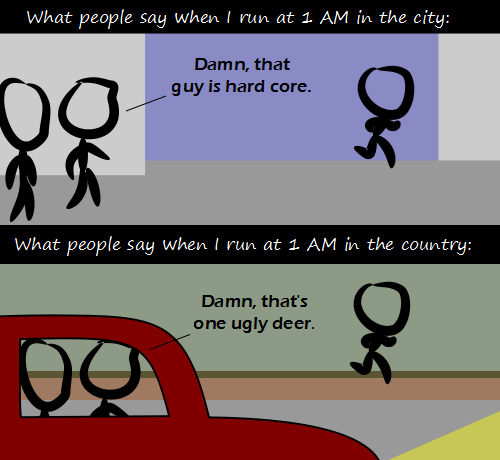 What people say when I run at 1 AM in the city:
Damn, that
guy is hard core.
What people say when I run at 1 AM in the country:
Damn, that's
one ugly deer.